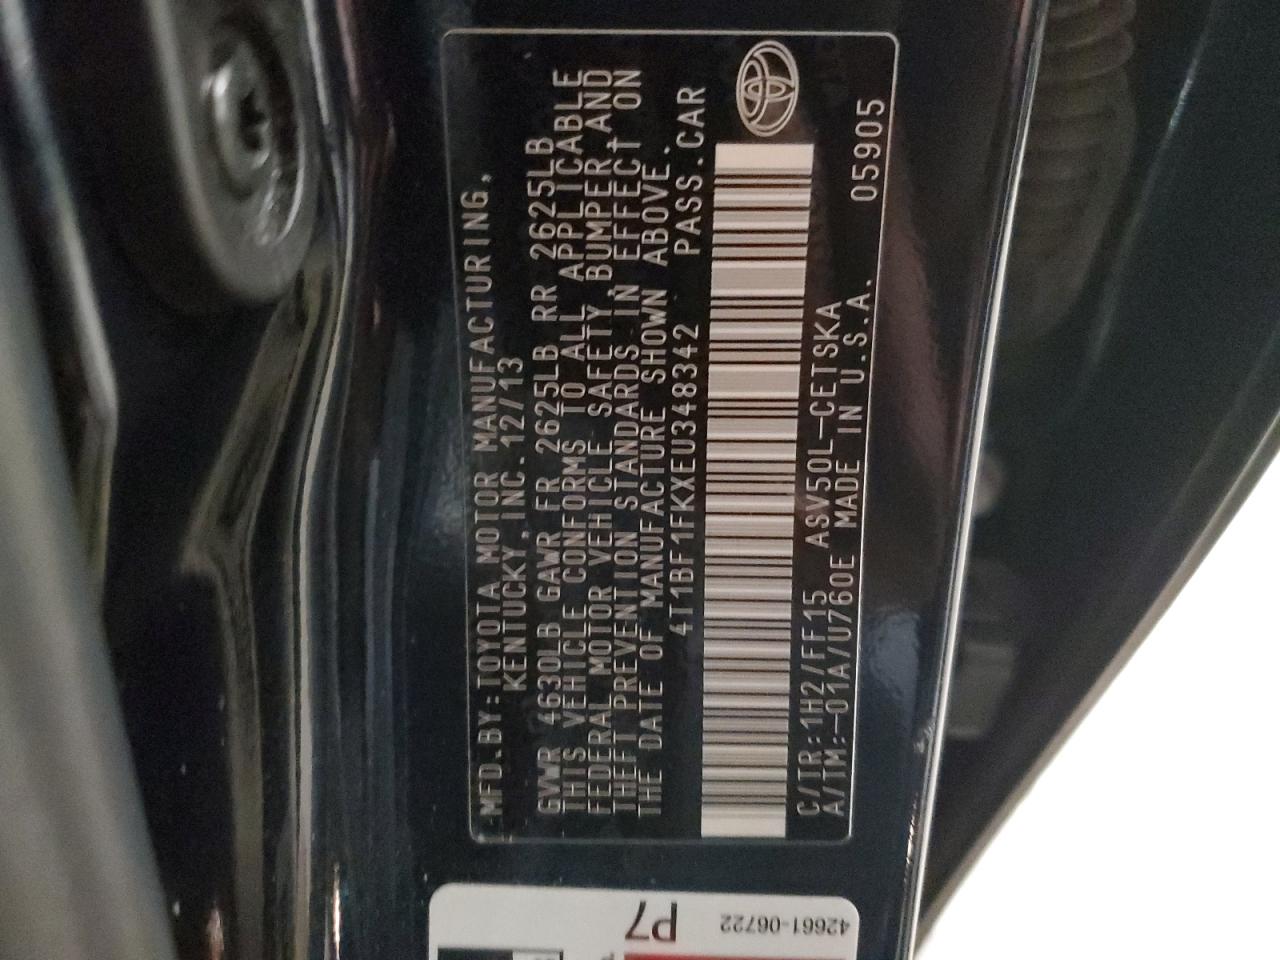 MFD.BY:TOYOTA MOTOR MANUFACTURING,
KENTUCKY,INC. 12/13
GVWR 4630LB GAWR FR 2625LB RR 2625LB
THIS VEHICLE CONFORMS TO ALL APPLICABLE
FEDERAL MOTOR VEHICLE SAFETY,BUMPER,AND
THEFT PREVENTION STANDARDS IN EFFECT ON
THE DATE OF MANUFACTURE SHOWN ABOVE.
4T1BF1FKXEU348342 PASS.CAR
C/TR:1H2/FF15 ASV50L-CETSKA
A/TM:-01A/U760E MADE IN U.S.A. 05905
P7
42661-06722